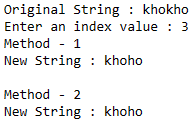 Original String : khokho
Enter an index value : 3
Method - 1
New String : khoho

Method - 2
New String : khoho